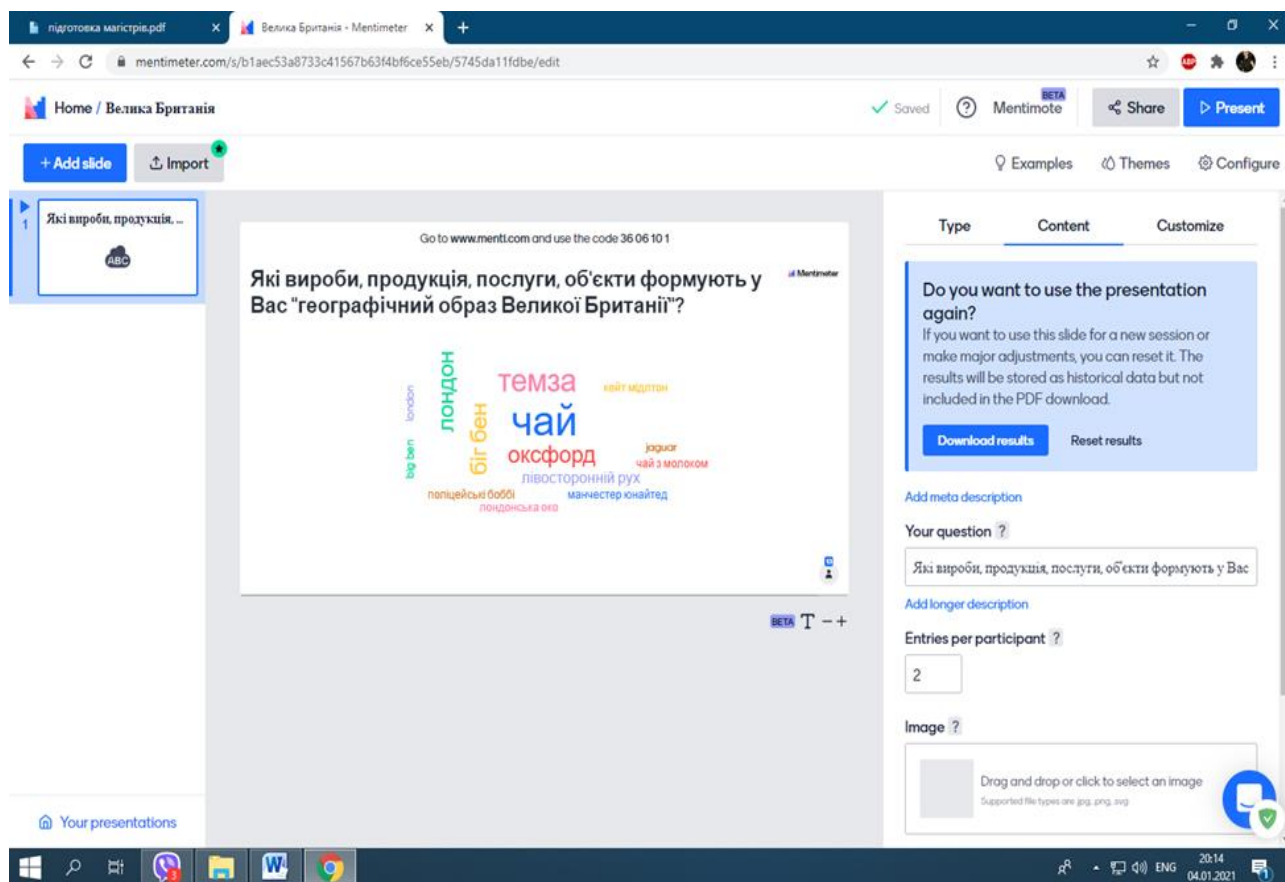 підготовка магістрів.pdf
Велика Британія - Mentimeter
mentimeter.com/s/b1aec53a8733c41567b63f4bf6ce55eb/5745da11fdbe/edit
ABP
Home / Велика Британія
Saved
Mentimote
BETA
Share
Present
+ Add slide
Import
Examples
Themes
Configure
1
Які вироби, продукція, ...
ABC
Go to www.menti.com and use the code 36 06 10 1
Які вироби, продукція, послуги, об'єкти формують у
Вас "географічний образ Великої Британії"?
Mentimeter
london
лондон
темза
кейт мідлтон
чай
біг бен
big ben
оксфорд
jaguar
чай з молоком
лівосторонній рух
поліцейські боббі
манчестер юнайтед
лондонська око
BETA T - +
Type
Content
Customize
Do you want to use the presentation
again?
If you want to use this slide for a new session or
make major adjustments, you can reset it. The
results will be stored as historical data but not
included in the PDF download.
Download results
Reset results
Add meta description
Your question ?
Які вироби, продукція, послуги, об'єкти формують у Вас
Add longer description
Entries per participant ?
2
Image ?
Drag and drop or click to select an image
Supported file types are jpg, png, svg
Your presentations
3
W
ENG
20:14
04.01.2021
1